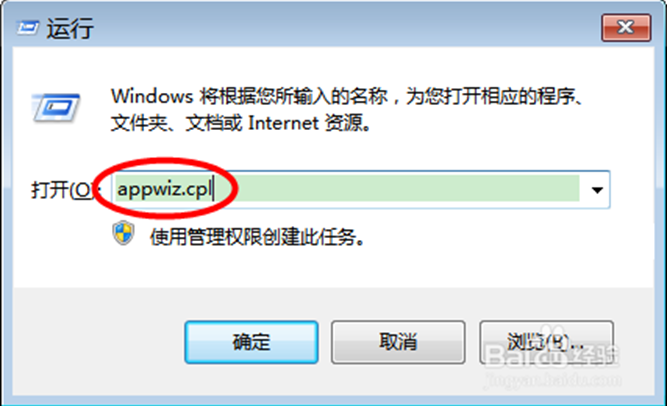 运行
Windows 将根据您所输入的名称，为您打开相应的程序、
文件夹、文档或 Internet 资源。
打开(O): appwiz.cpl
使用管理权限创建此任务。
确定 取消 浏览(B)...
Baidu 经验
jingyan.baidu.com